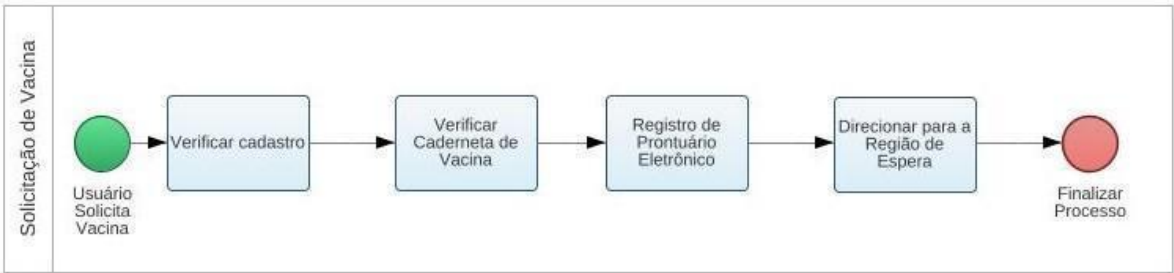 Solicitação de Vacina
Usuário
Solicita
Vacina
Verificar cadastro
Verificar
Caderneta de
Vacina
Registro de
Prontuário
Eletrônico
Direcionar para a
Região de
Espera
Finalizar
Processo